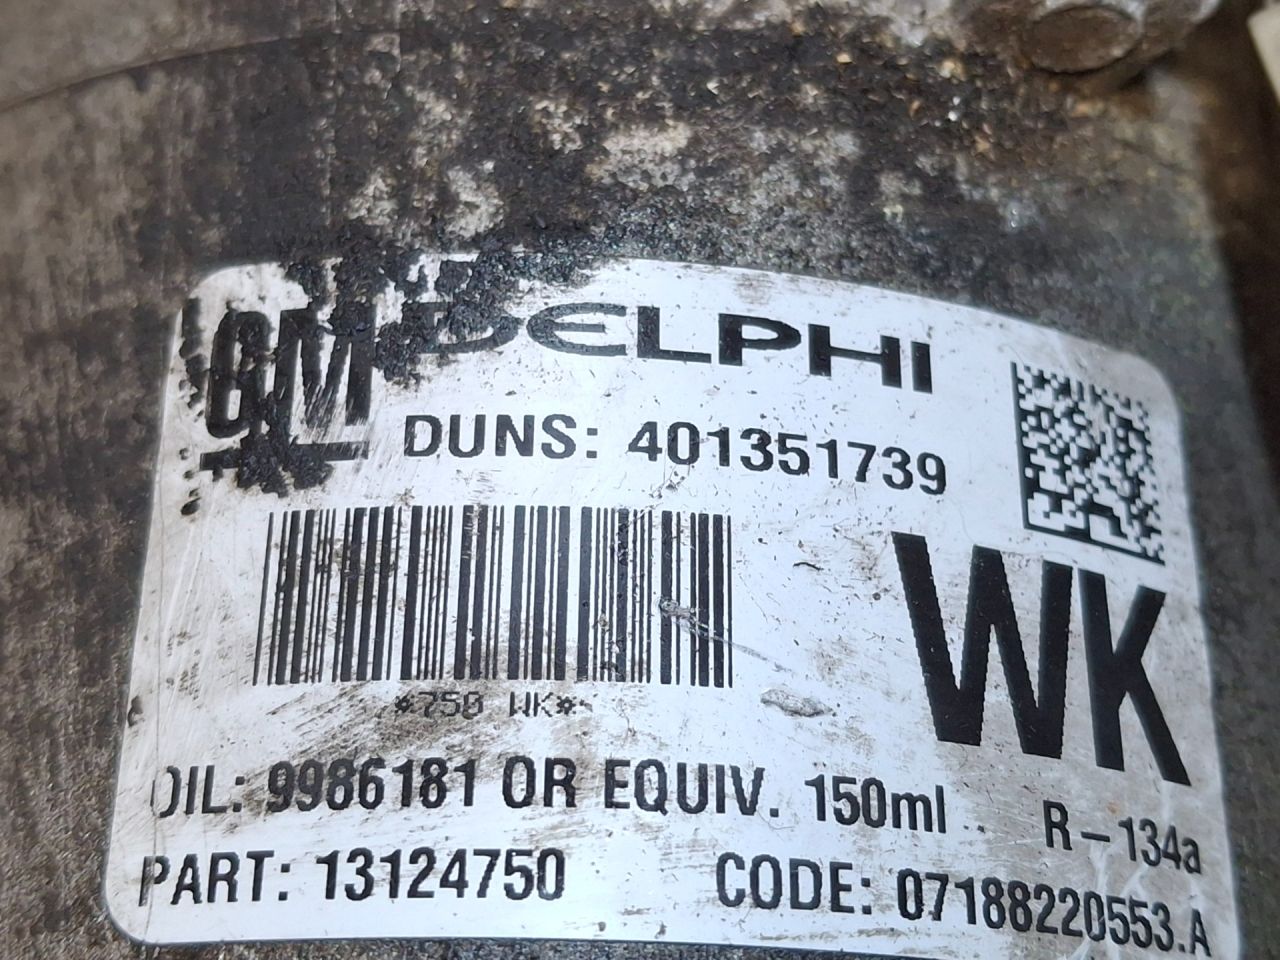 GM DELPHI
DUNS: 401351739
*750 WK*
WK
OIL: 9986181 OR EQUIV. 150ml
R-134a
PART: 13124750 CODE: 07188220553.A